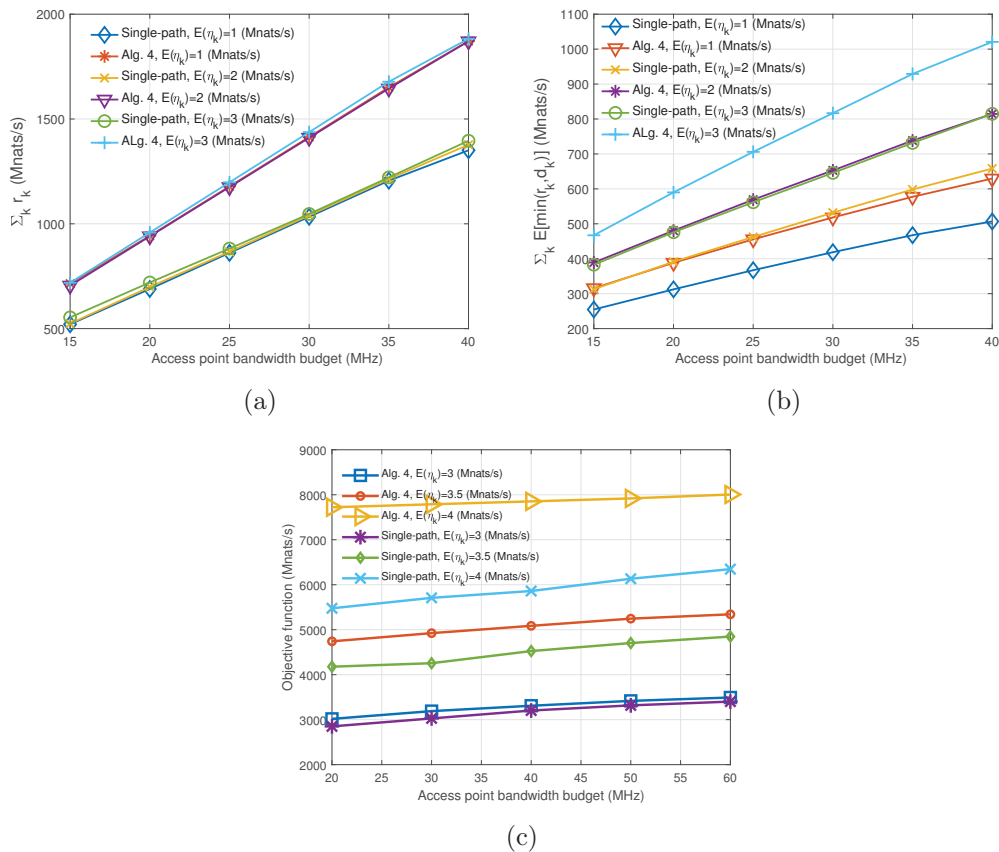 2000
1500
1000
500
15
20
25
30
35
40
Σ_k r_k (Mnats/s)
Access point bandwidth budget (MHz)
Single-path, E(η_k)=1 (Mnats/s)
Alg. 4, E(η_k)=1 (Mnats/s)
Single-path, E(η_k)=2 (Mnats/s)
Alg. 4, E(η_k)=2 (Mnats/s)
Single-path, E(η_k)=3 (Mnats/s)
ALg. 4, E(η_k)=3 (Mnats/s)
(a)
1100
1000
900
800
700
600
500
400
300
200
15
20
25
30
35
40
Σ_k E[min(r_k,d_k)] (Mnats/s)
Access point bandwidth budget (MHz)
Single-path, E(η_k)=1 (Mnats/s)
Alg. 4, E(η_k)=1 (Mnats/s)
Single-path, E(η_k)=2 (Mnats/s)
Alg. 4, E(η_k)=2 (Mnats/s)
Single-path, E(η_k)=3 (Mnats/s)
ALg. 4, E(η_k)=3 (Mnats/s)
(b)
9000
8000
7000
6000
5000
4000
3000
2000
20
25
30
35
40
45
50
55
60
Objective function (Mnats/s)
Access point bandwidth budget (MHz)
Alg. 4, E(η_k)=3 (Mnats/s)
Alg. 4, E(η_k)=3.5 (Mnats/s)
Alg. 4, E(η_k)=4 (Mnats/s)
Single-path, E(η_k)=3 (Mnats/s)
Single-path, E(η_k)=3.5 (Mnats/s)
Single-path, E(η_k)=4 (Mnats/s)
(c)